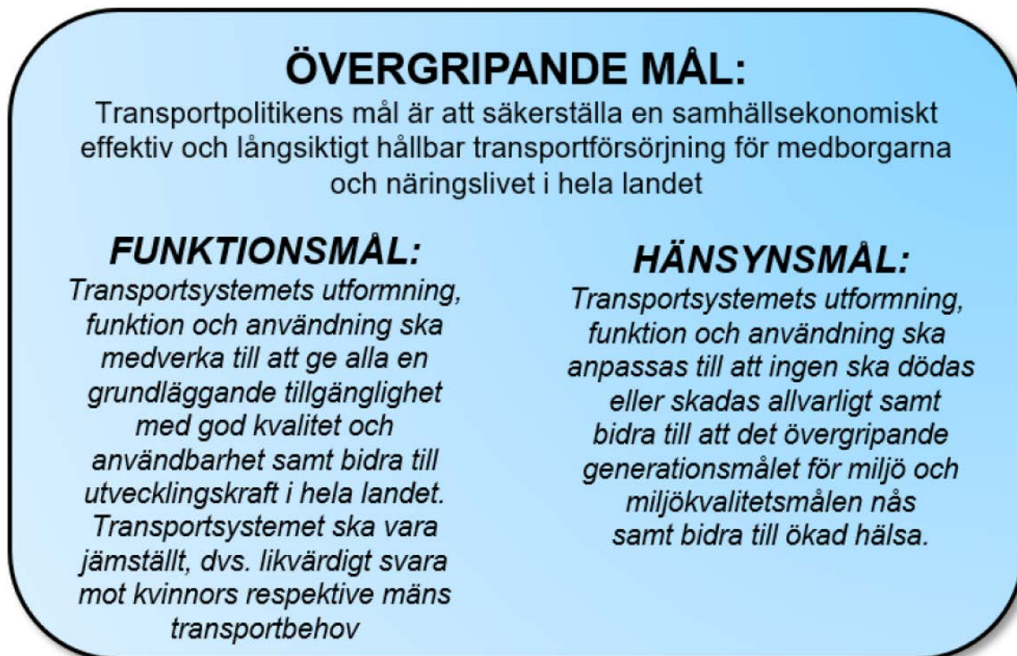 ÖVERGRIPANDE MÅL:
Transportpolitikens mål är att säkerställa en samhällsekonomiskt
effektiv och långsiktigt hållbar transportförsörjning för medborgarna
och näringslivet i hela landet
FUNKTIONSMÅL:
Transportsystemets utformning,
funktion och användning ska
medverka till att ge alla en
grundläggande tillgänglighet
med god kvalitet och
användbarhet samt bidra till
utvecklingskraft i hela landet.
Transportsystemet ska vara
jämställt, dvs. likvärdigt svara
mot kvinnors respektive mäns
transportbehov
HÄNSYNSMÅL:
Transportsystemets utformning,
funktion och användning ska
anpassas till att ingen ska dödas
eller skadas allvarligt samt
bidra till att det övergripande
generationsmålet för miljö och
miljökvalitetsmålen nås
samt bidra till ökad hälsa.